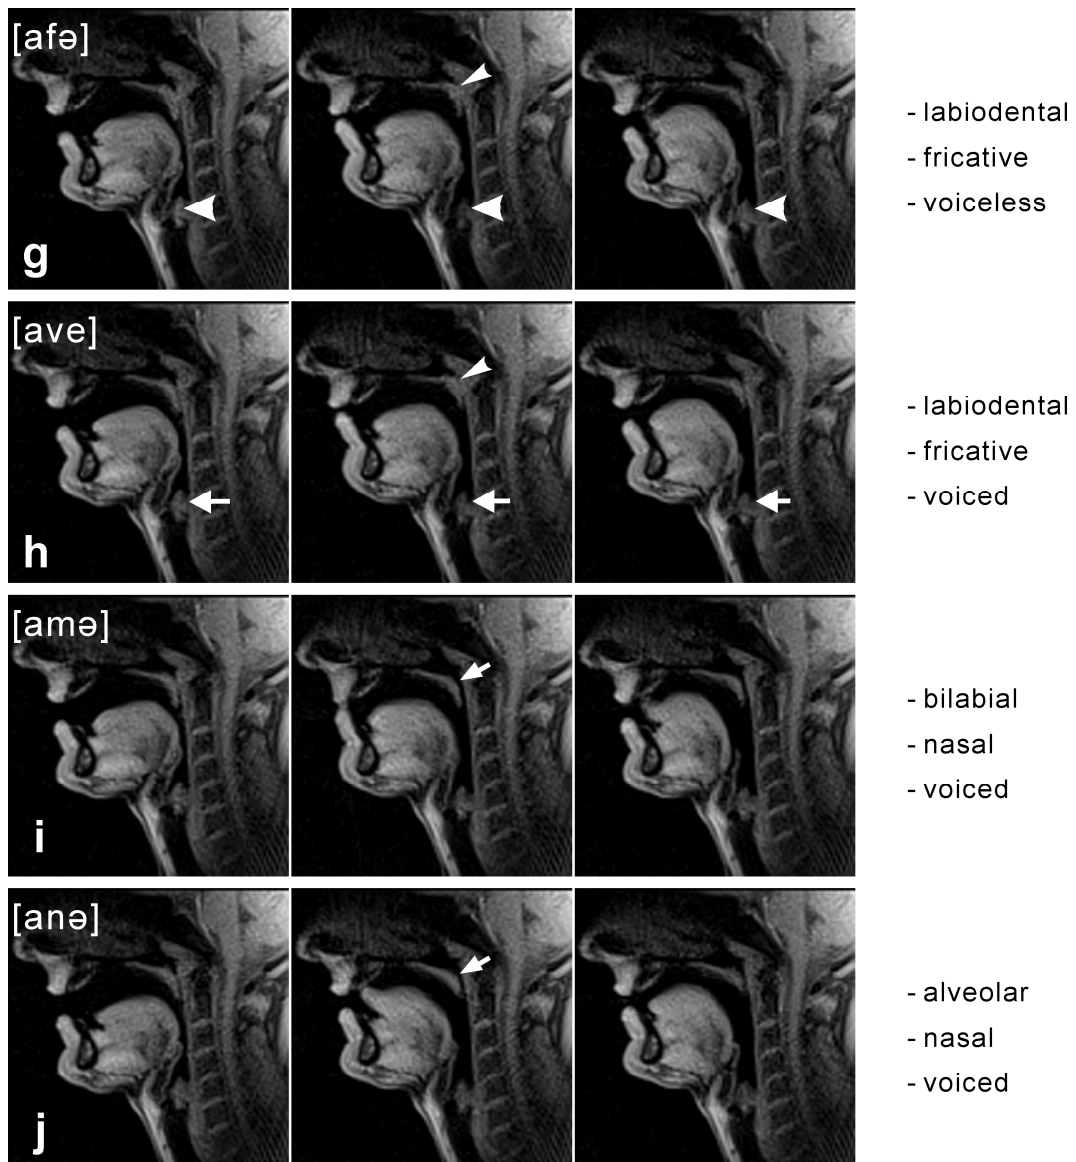 [afə]
g
- labiodental
- fricative
- voiceless
[ave]
h
- labiodental
- fricative
- voiced
[amə]
i
- bilabial
- nasal
- voiced
[anə]
j
- alveolar
- nasal
- voiced